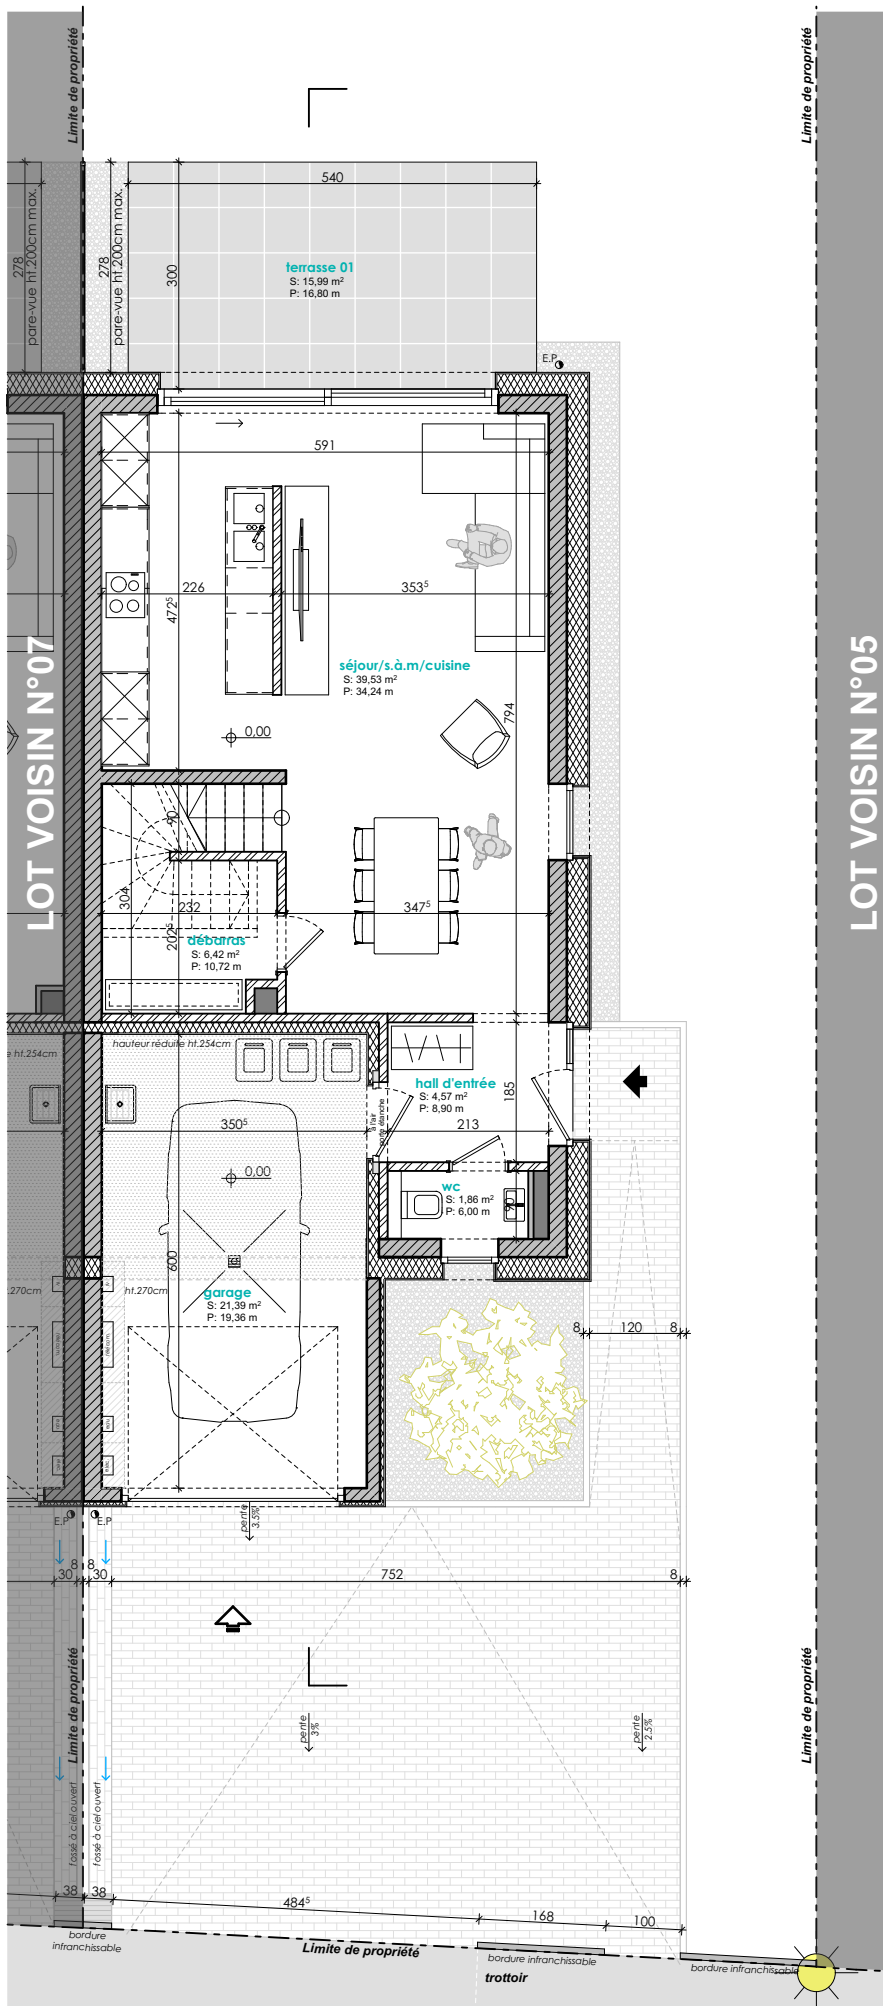 Limite de propriété
Limite de propriété
540
278
pare-vue ht.200cm max.
278
pare-vue ht.200cm max.
300
terrasse 01
S: 15,99 m²
P: 16,80 m
E.P
591
226
353⁵
472⁵
séjour/s.à.m/cuisine
S: 39,53 m²
P: 34,24 m
794
0,00
LOT VOISIN N°07
LOT VOISIN N°05
90
304
232
347⁵
202⁵
débarras
S: 6,42 m²
P: 10,72 m
hauteur réduite ht.254cm
e ht.254cm
hall d'entrée
S: 4,57 m²
P: 8,90 m
185
350⁵
213
0,00
wc
S: 1,86 m²
P: 6,00 m
90
600
.270cm
ht.270cm
garage
S: 21,39 m²
P: 19,36 m
8
120
8
E.P
E.P
pente
3.5%
8
8
30
30
752
8
Limite de propriété
Limite de propriété
pente
3%
pente
2.5%
fossé à ciel ouvert
fossé à ciel ouvert
38
38
484⁵
168
100
bordure
infranchissable
Limite de propriété
bordure infranchissable
bordure infranchissable
trottoir